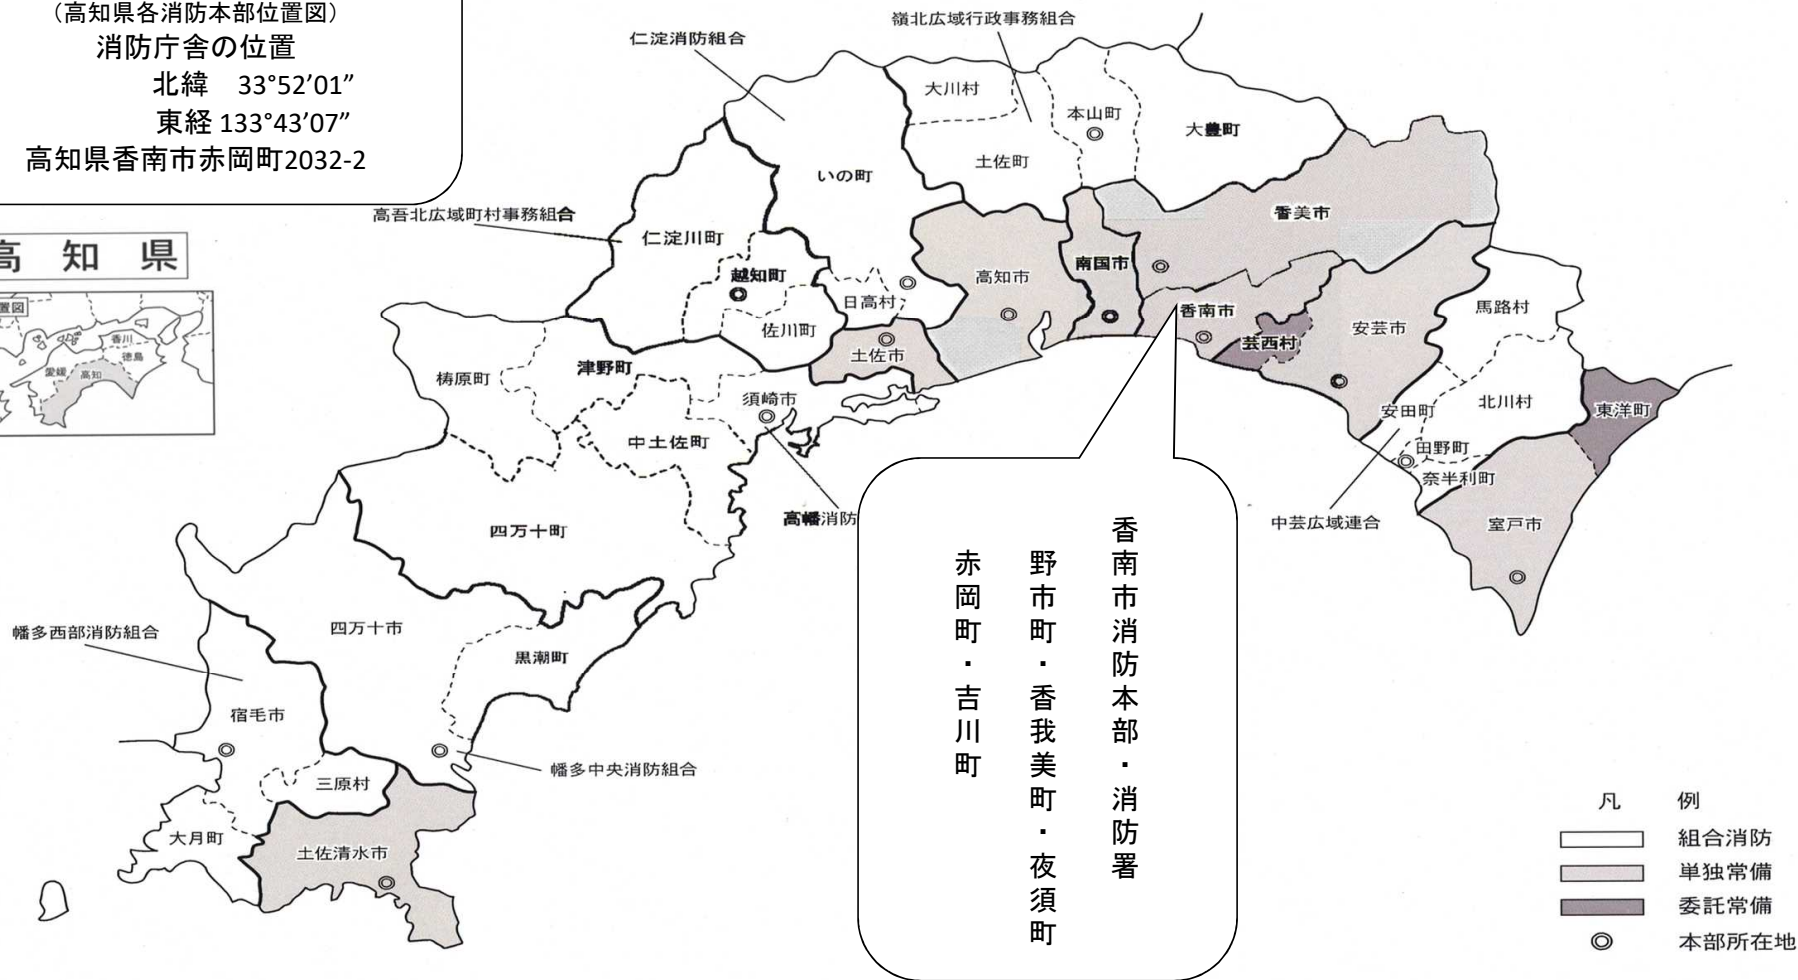 (高知県各消防本部位置図)
消防庁舎の位置
北緯 33°52’01”
東経 133°43’07”
高知県香南市赤岡町2032-2
高知県
置図
香川
徳島
愛媛
高知
嶺北広域行政事務組合
仁淀消防組合
大川村
本山町
大豊町
土佐町
いの町
高吾北広域町村事務組合
仁淀川町
香美市
南国市
高知市
越知町
日高村
佐川町
土佐市
香南市
芸西村
安芸市
馬路村
津野町
梼原町
須崎市
中土佐町
安田町
北川村
東洋町
田野町
奈半利町
四万十町
高幡消防
中芸広域連合
室戸市
香南市消防本部・消防署
野市町・香我美町・夜須町
赤岡町・吉川町
幡多西部消防組合
四万十市
黒潮町
宿毛市
幡多中央消防組合
三原村
大月町
土佐清水市
凡例
組合消防
単独常備
委託常備
本部所在地